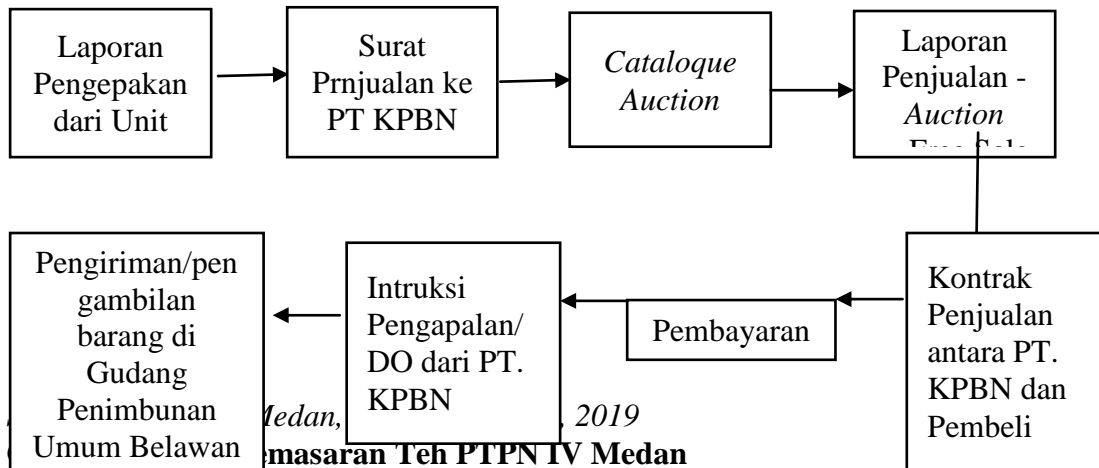 Laporan
Pengepakan
dari Unit
Surat
Prnjualan ke
PT KPBN
Cataloque
Auction
Laporan
Penjualan -
Auction
Kontrak
Penjualan
antara PT.
KPBN dan
Pembeli
Pembayaran
Intruksi
Pengapalan/
DO dari PT.
KPBN
Pengiriman/pen
gambilan
barang di
Gudang
Penimbunan
Umum Belawan
Medan, , 2019
emasaran Teh PTPN IV Medan